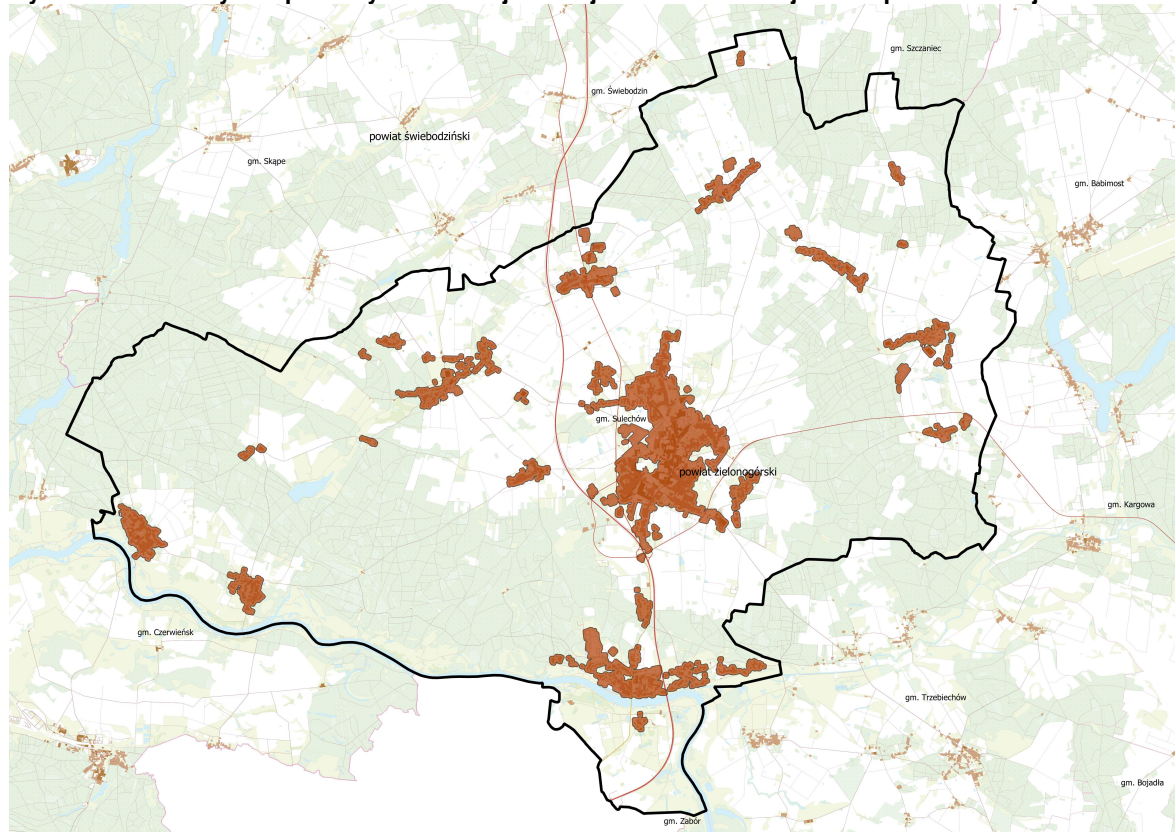 gm. Szczaniec
gm. Świebodzin
powiat świebodziński
gm. Skąpe
gm. Babimost
gm. Sulechów
powiat zielonogórski
gm. Kargowa
gm. Czerwieńsk
gm. Trzebiechów
gm. Bojadła
gm. Zabór